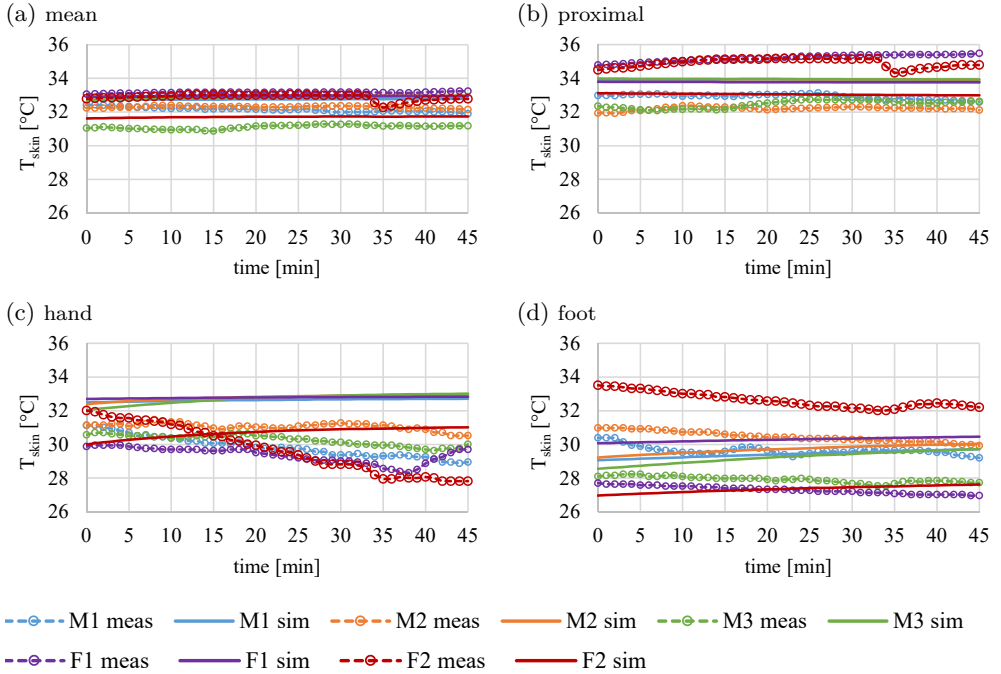 (a) mean
(b) proximal
T_skin [°C]
36
34
32
30
28
26
0 5 10 15 20 25 30 35 40 45
time [min]
T_skin [°C]
36
34
32
30
28
26
0 5 10 15 20 25 30 35 40 45
time [min]
(c) hand
(d) foot
T_skin [°C]
36
34
32
30
28
26
0 5 10 15 20 25 30 35 40 45
time [min]
T_skin [°C]
36
34
32
30
28
26
0 5 10 15 20 25 30 35 40 45
time [min]
M1 meas M1 sim M2 meas M2 sim M3 meas M3 sim
F1 meas F1 sim F2 meas F2 sim